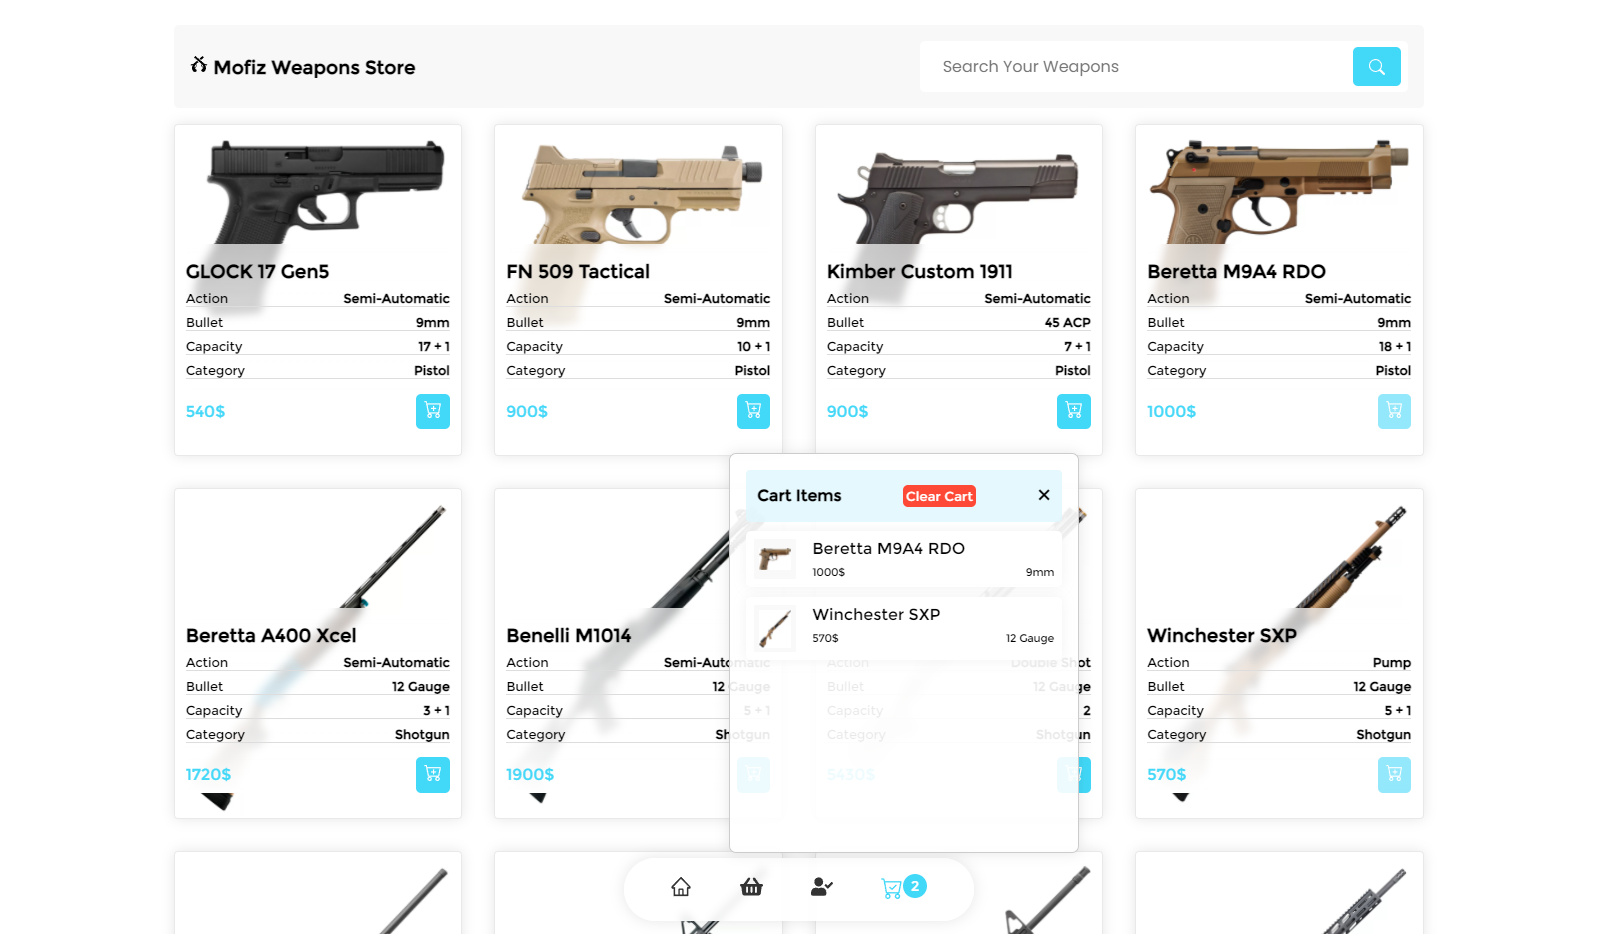 Mofiz Weapons Store
Search Your Weapons
GLOCK 17 Gen5
Action Semi-Automatic
Bullet 9mm
Capacity 17 + 1
Category Pistol
540$
FN 509 Tactical
Action Semi-Automatic
Bullet 9mm
Capacity 10 + 1
Category Pistol
900$
Kimber Custom 1911
Action Semi-Automatic
Bullet 45 ACP
Capacity 7 + 1
Category Pistol
900$
Beretta M9A4 RDO
Action Semi-Automatic
Bullet 9mm
Capacity 18 + 1
Category Pistol
1000$
Beretta A400 Xcel
Action Semi-Automatic
Bullet 12 Gauge
Capacity 3 + 1
Category Shotgun
1720$
Benelli M1014
Action Semi-Automatic
Bullet 12 Gauge
Capacity 5 + 1
Category Shotgun
1900$
Cart Items
Clear Cart
Beretta M9A4 RDO
1000$ 9mm
Winchester SXP
570$ 12 Gauge
Action Double Shot
Bullet 12 Gauge
Capacity 2
Category Shotgun
5430$
Winchester SXP
Action Pump
Bullet 12 Gauge
Capacity 5 + 1
Category Shotgun
570$
2